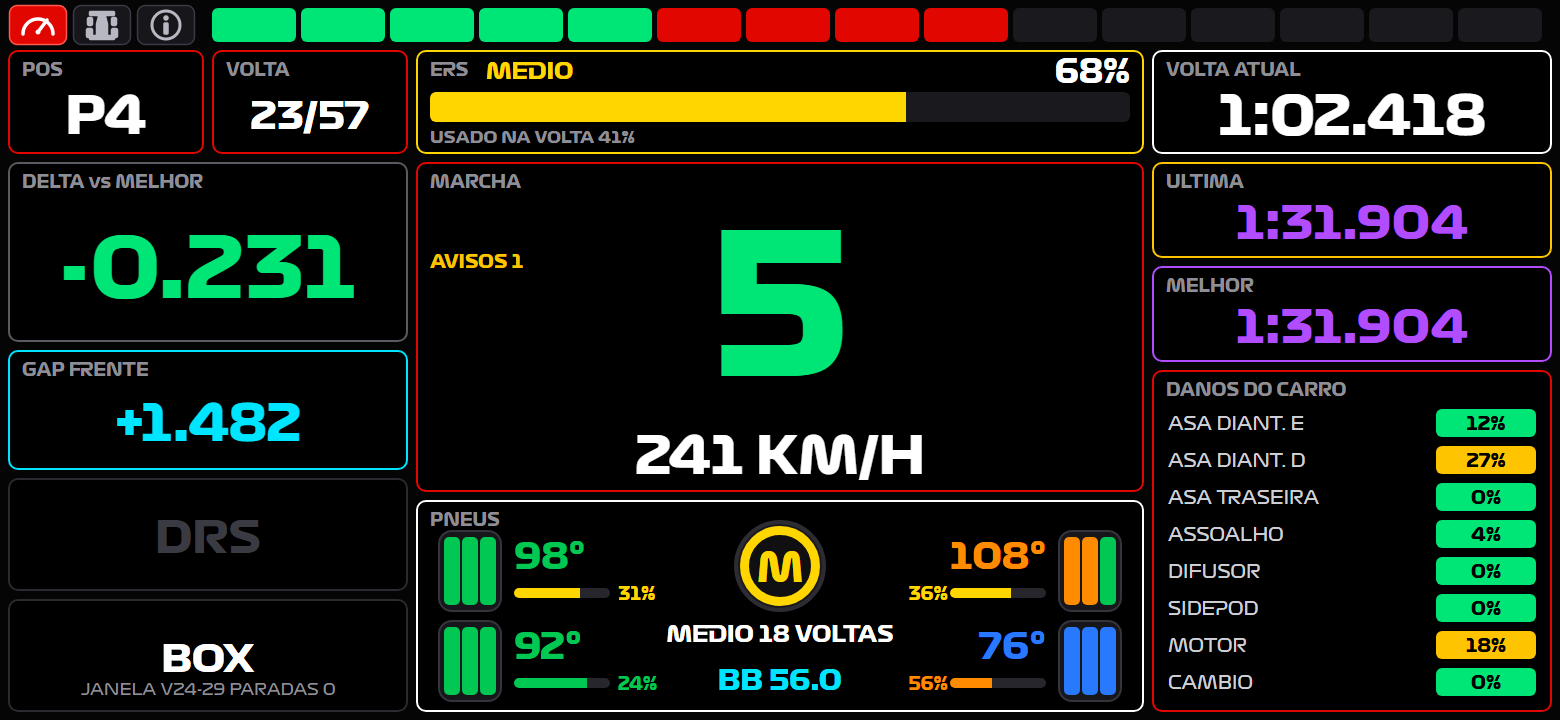 POS
P4
VOLTA
23/57
ERS MEDIO 68%
USADO NA VOLTA 41%
VOLTA ATUAL
1:02.418
DELTA vs MELHOR
-0.231
GAP FRENTE
+1.482
DRS
BOX
JANELA V24-29 PARADAS 0
MARCHA
AVISOS 1
5
241 KM/H
PNEUS
98°
31%
92°
24%
M
MEDIO 18 VOLTAS
BB 56.0
108°
36%
76°
56%
ULTIMA
1:31.904
MELHOR
1:31.904
DANOS DO CARRO
ASA DIANT. E 12%
ASA DIANT. D 27%
ASA TRASEIRA 0%
ASSOALHO 4%
DIFUSOR 0%
SIDEPOD 0%
MOTOR 18%
CAMBIO 0%